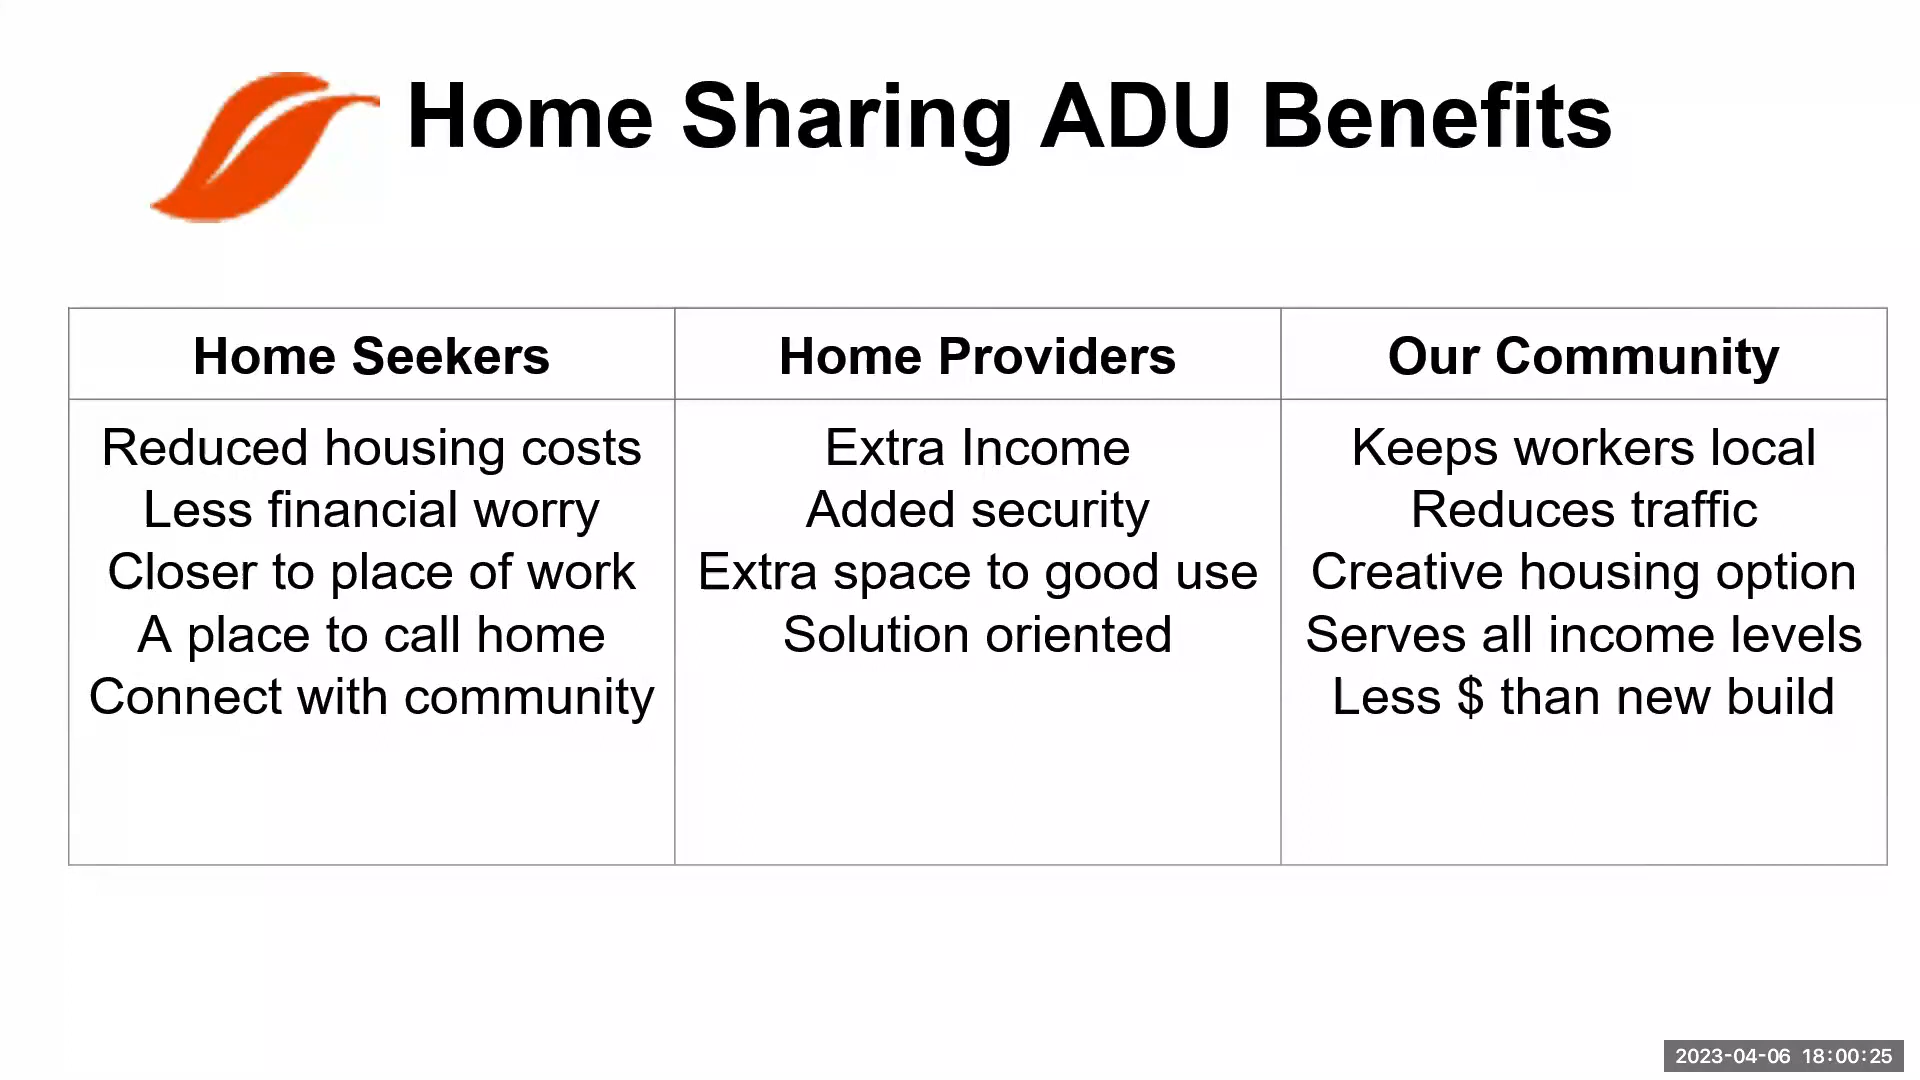 Home Sharing ADU Benefits
Home Seekers
Reduced housing costs
Less financial worry
Closer to place of work
A place to call home
Connect with community
Home Providers
Extra Income
Added security
Extra space to good use
Solution oriented
Our Community
Keeps workers local
Reduces traffic
Creative housing option
Serves all income levels
Less $ than new build
2023-04-06 18:00:25